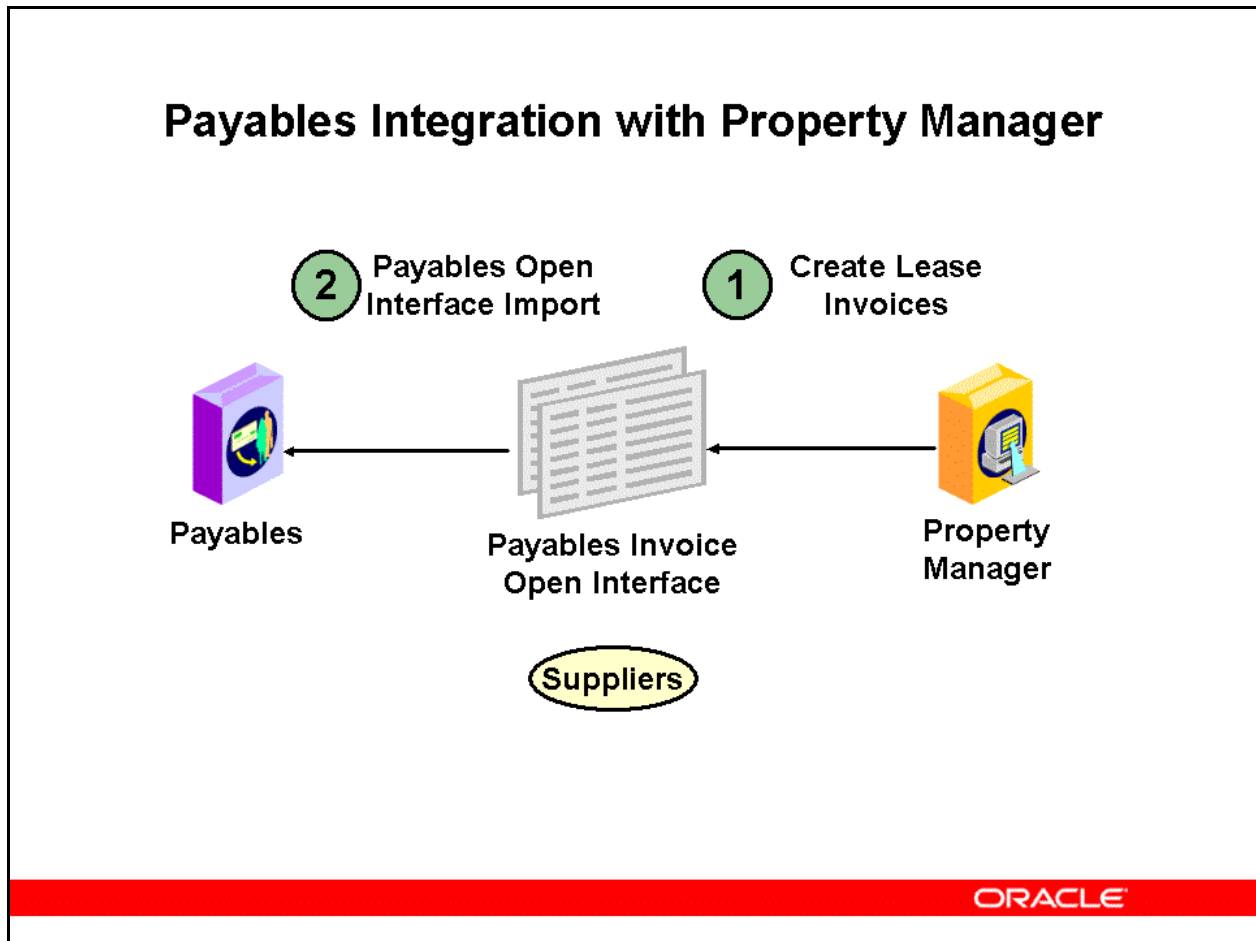 Payables Integration with Property Manager
2
Payables Open
Interface Import
1
Create Lease
Invoices
Payables
Payables Invoice
Open Interface
Property
Manager
Suppliers
ORACLE